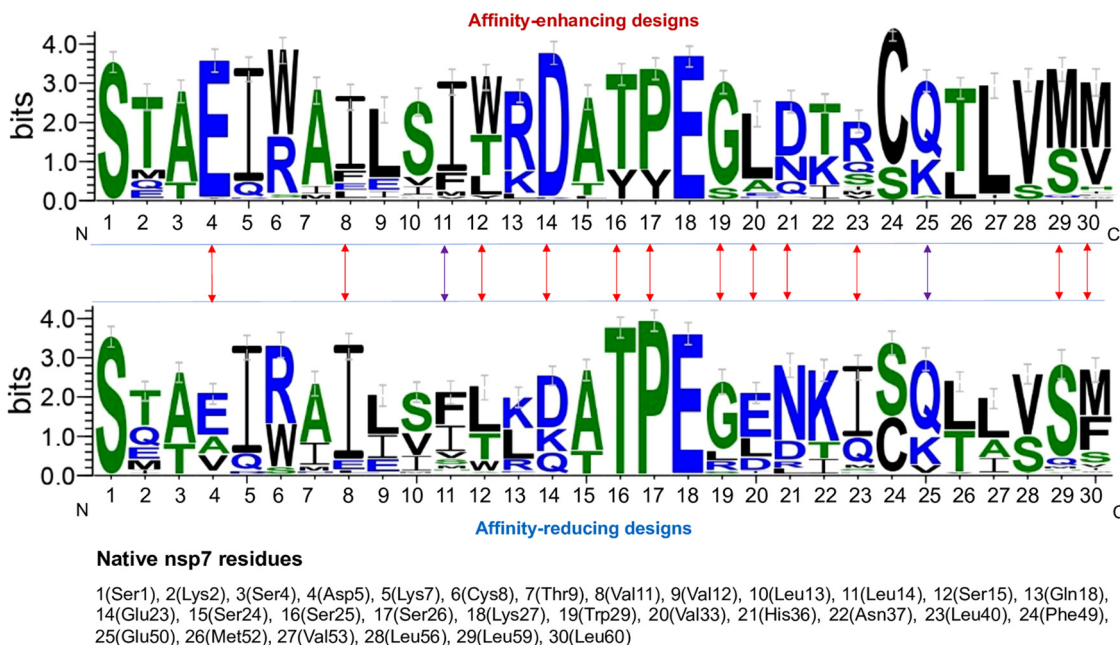 Affinity-enhancing designs
bits
4.0
3.0
2.0
1.0
0.0
1 2 3 4 5 6 7 8 9 10 11 12 13 14 15 16 17 18 19 20 21 22 23 24 25 26 27 28 29 30
N C
bits
4.0
3.0
2.0
1.0
0.0
1 2 3 4 5 6 7 8 9 10 11 12 13 14 15 16 17 18 19 20 21 22 23 24 25 26 27 28 29 30
N C
Affinity-reducing designs
Native nsp7 residues
1(Ser1), 2(Lys2), 3(Ser4), 4(Asp5), 5(Lys7), 6(Cys8), 7(Thr9), 8(Val11), 9(Val12), 10(Leu13), 11(Leu14), 12(Ser15), 13(Gln18),
14(Glu23), 15(Ser24), 16(Ser25), 17(Ser26), 18(Lys27), 19(Trp29), 20(Val33), 21(His36), 22(Asn37), 23(Leu40), 24(Phe49),
25(Glu50), 26(Met52), 27(Val53), 28(Leu56), 29(Leu59), 30(Leu60)